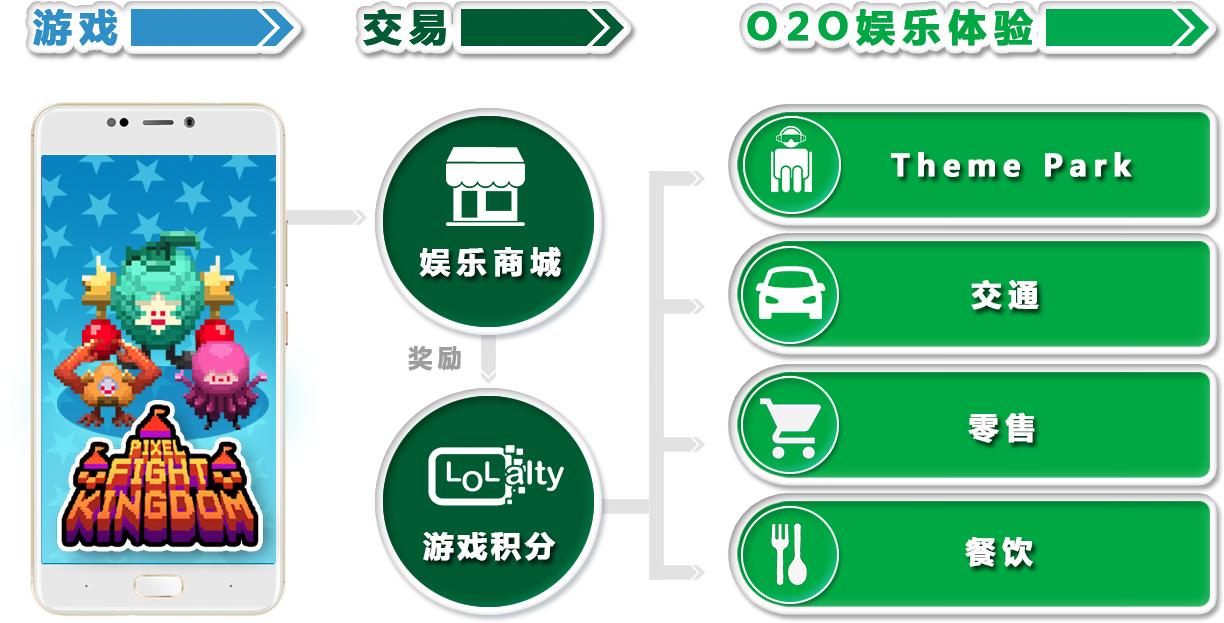 游戏
交易
O2O娱乐体验
PIXEL
FIGHT
KINGDOM
娱乐商城
奖励
LoLalty
游戏积分
Theme Park
交通
零售
餐饮